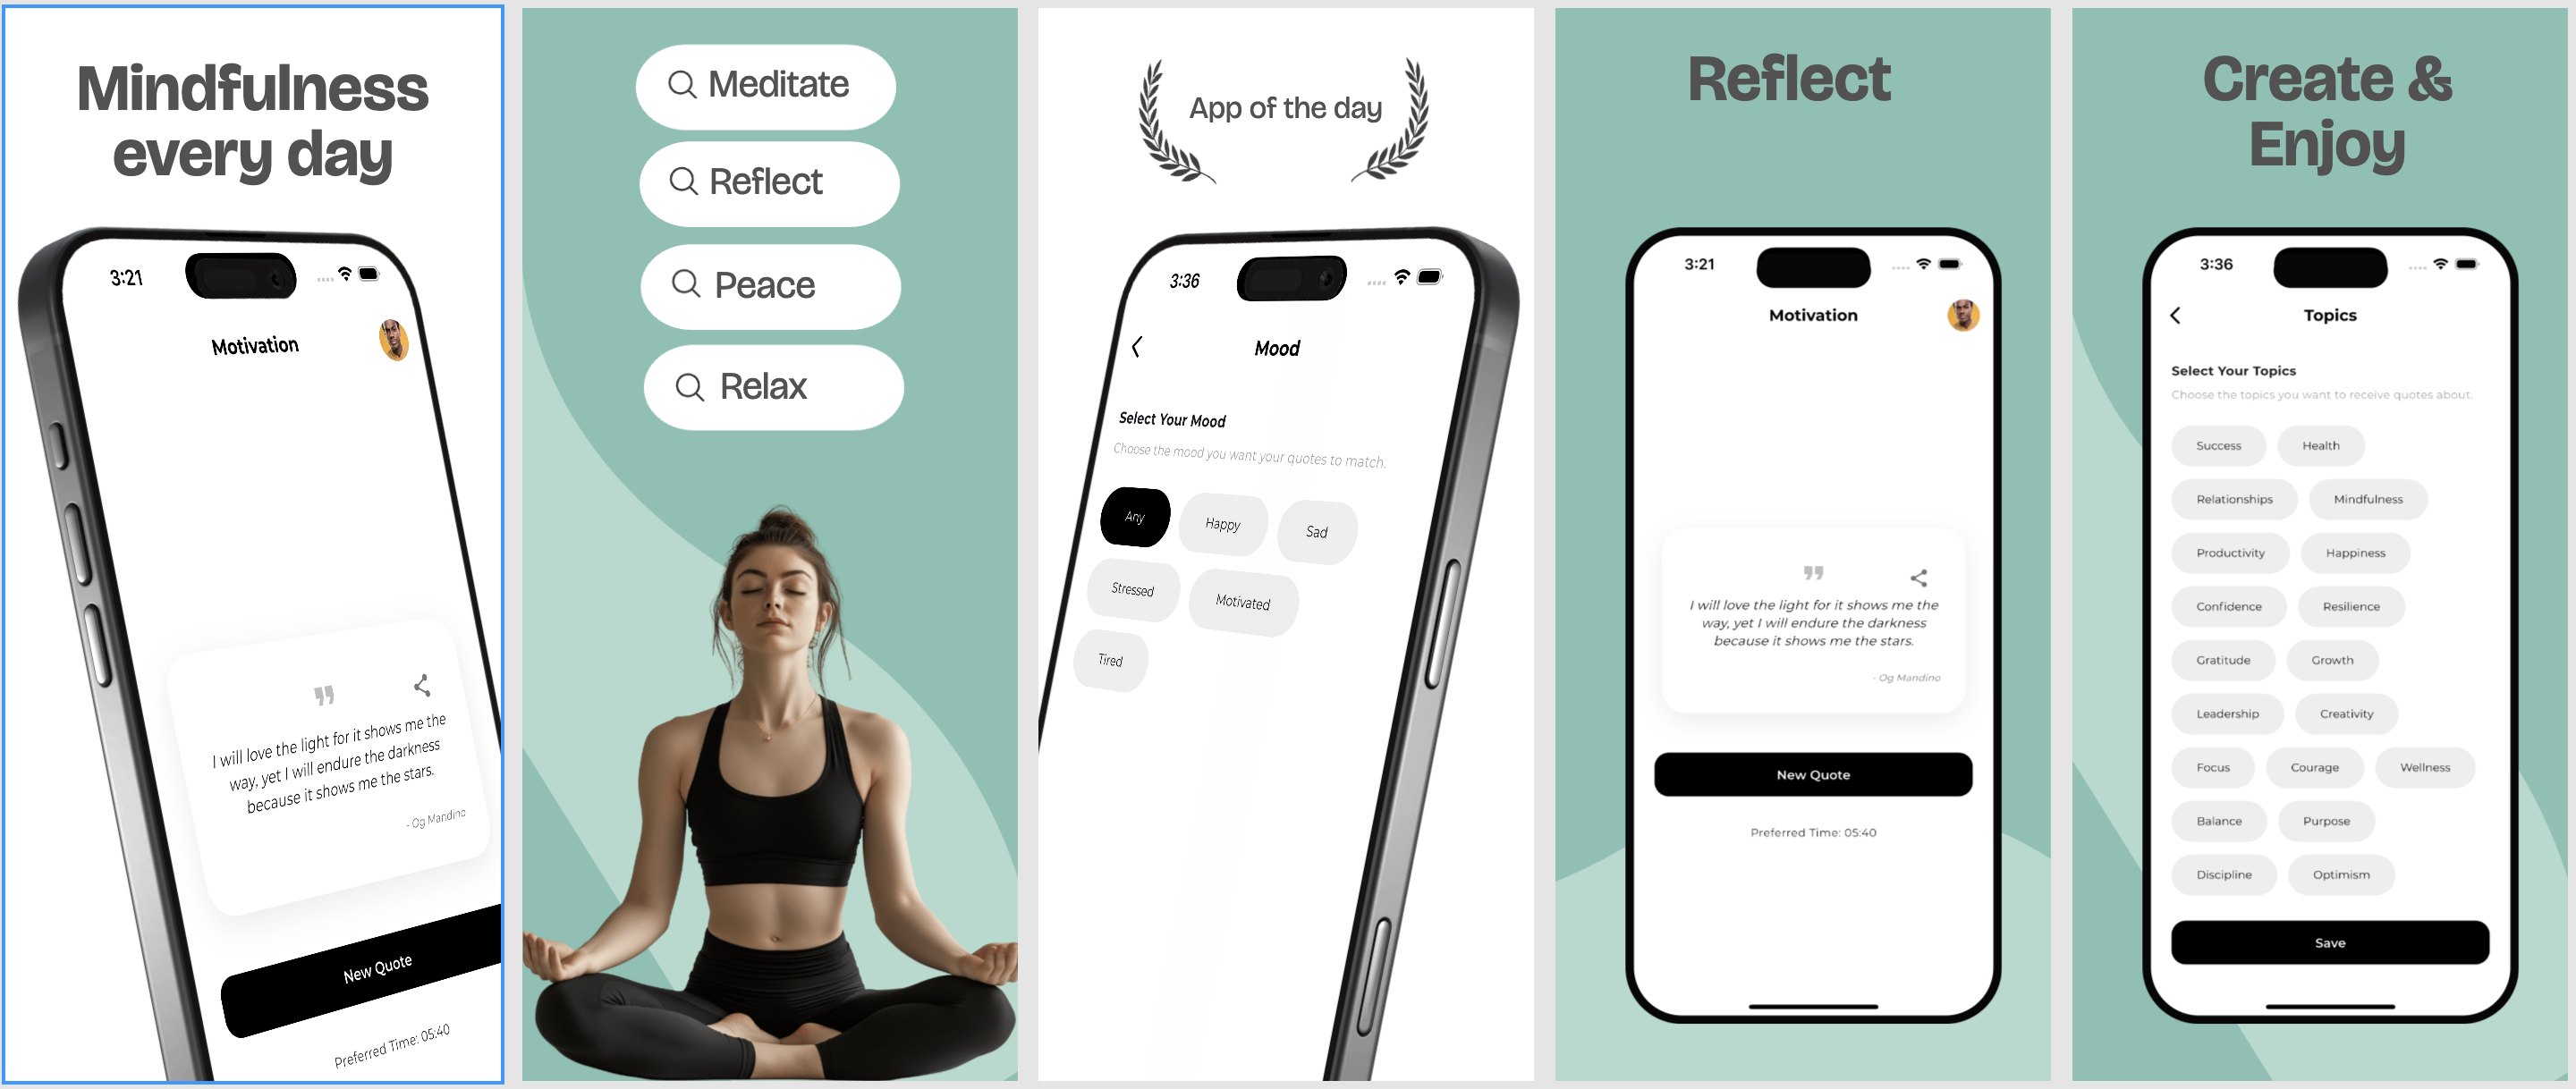 Mindfulness
every day
3:21
Motivation
I will love the light for it shows me the
way, yet I will endure the darkness
because it shows me the stars.
- Og Mandino
New Quote
Preferred Time: 05:40
Meditate
Reflect
Peace
Relax
App of the day
3:36
Mood
Select Your Mood
Choose the mood you want your quotes to match.
Any Happy Sad
Stressed Motivated
Tired
Reflect
3:21
Motivation
I will love the light for it shows me the
way, yet I will endure the darkness
because it shows me the stars.
- Og Mandino
New Quote
Preferred Time: 05:40
Create &
Enjoy
3:36
Topics
Select Your Topics
Choose the topics you want to receive quotes about.
Success Health
Relationships Mindfulness
Productivity Happiness
Confidence Resilience
Gratitude Growth
Leadership Creativity
Focus Courage Wellness
Balance Purpose
Discipline Optimism
Save